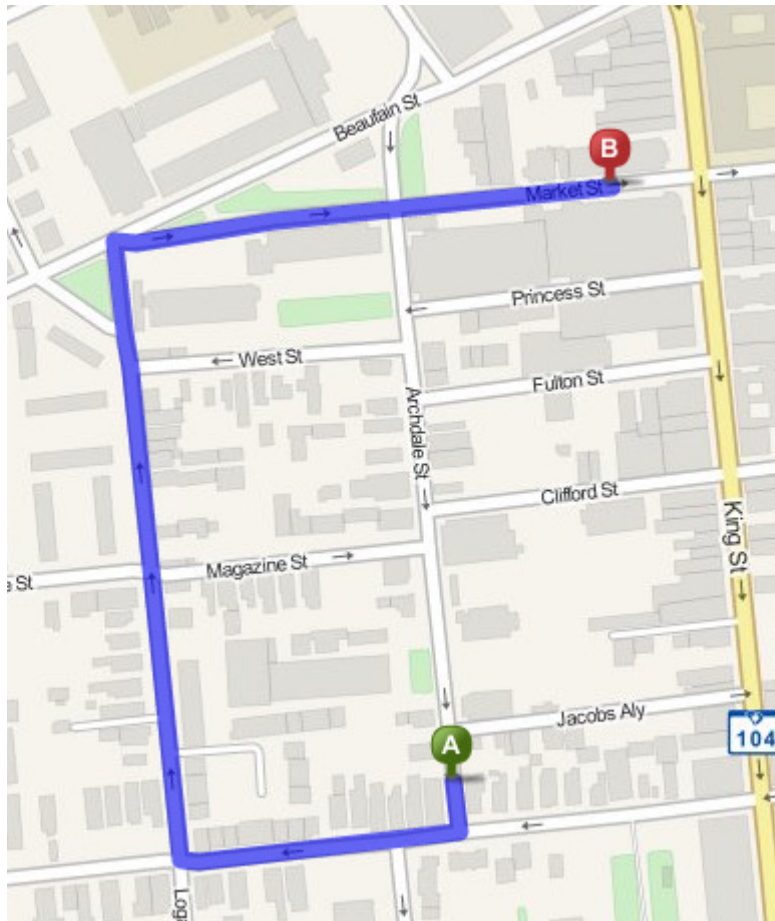 Beaufain St
B
Market St
Princess St
West St
Fulton St
Archdale St
Clifford St
King St
Magazine St
St
Jacobs Aly
104
A